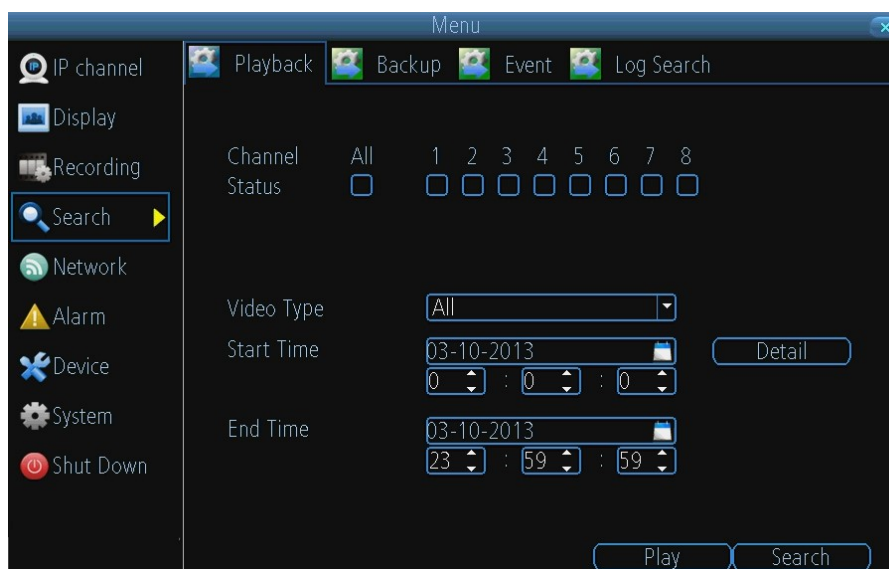 Menu
IP channel
Display
Recording
Search
Network
Alarm
Device
System
Shut Down
Playback Backup Event Log Search
Channel All 1 2 3 4 5 6 7 8
Status
Video Type All
Start Time 03-10-2013 Detail
0 : 0 : 0
End Time 03-10-2013
23 : 59 : 59
Play Search